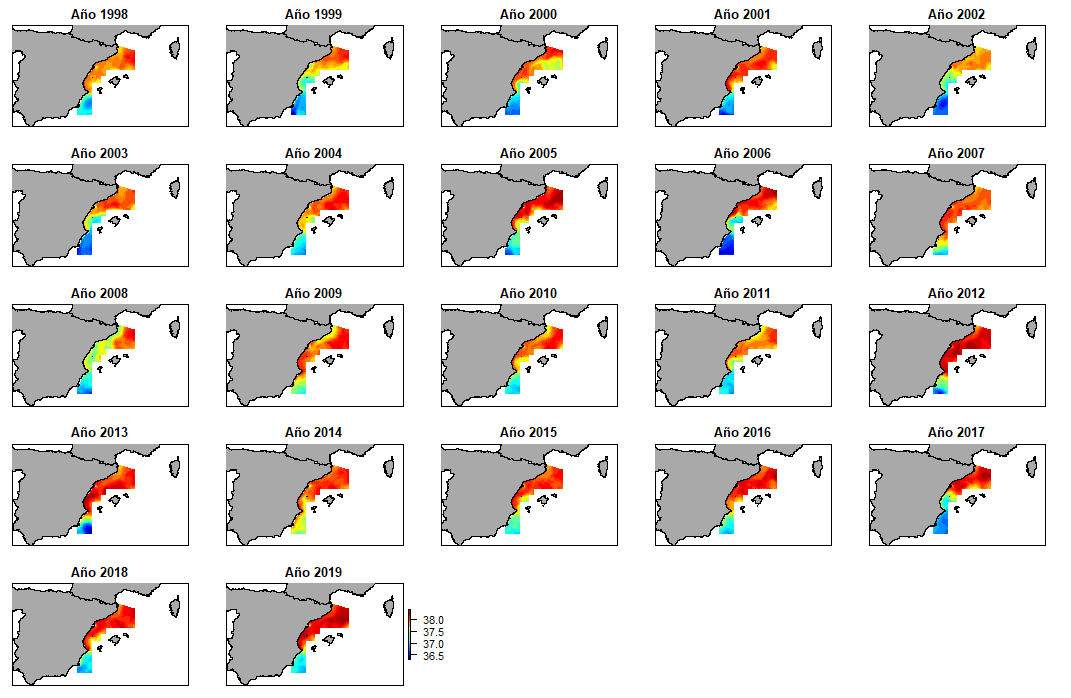 Año 1998
Año 1999
Año 2000
Año 2001
Año 2002
Año 2003
Año 2004
Año 2005
Año 2006
Año 2007
Año 2008
Año 2009
Año 2010
Año 2011
Año 2012
Año 2013
Año 2014
Año 2015
Año 2016
Año 2017
Año 2018
Año 2019
38.0
37.5
37.0
36.5